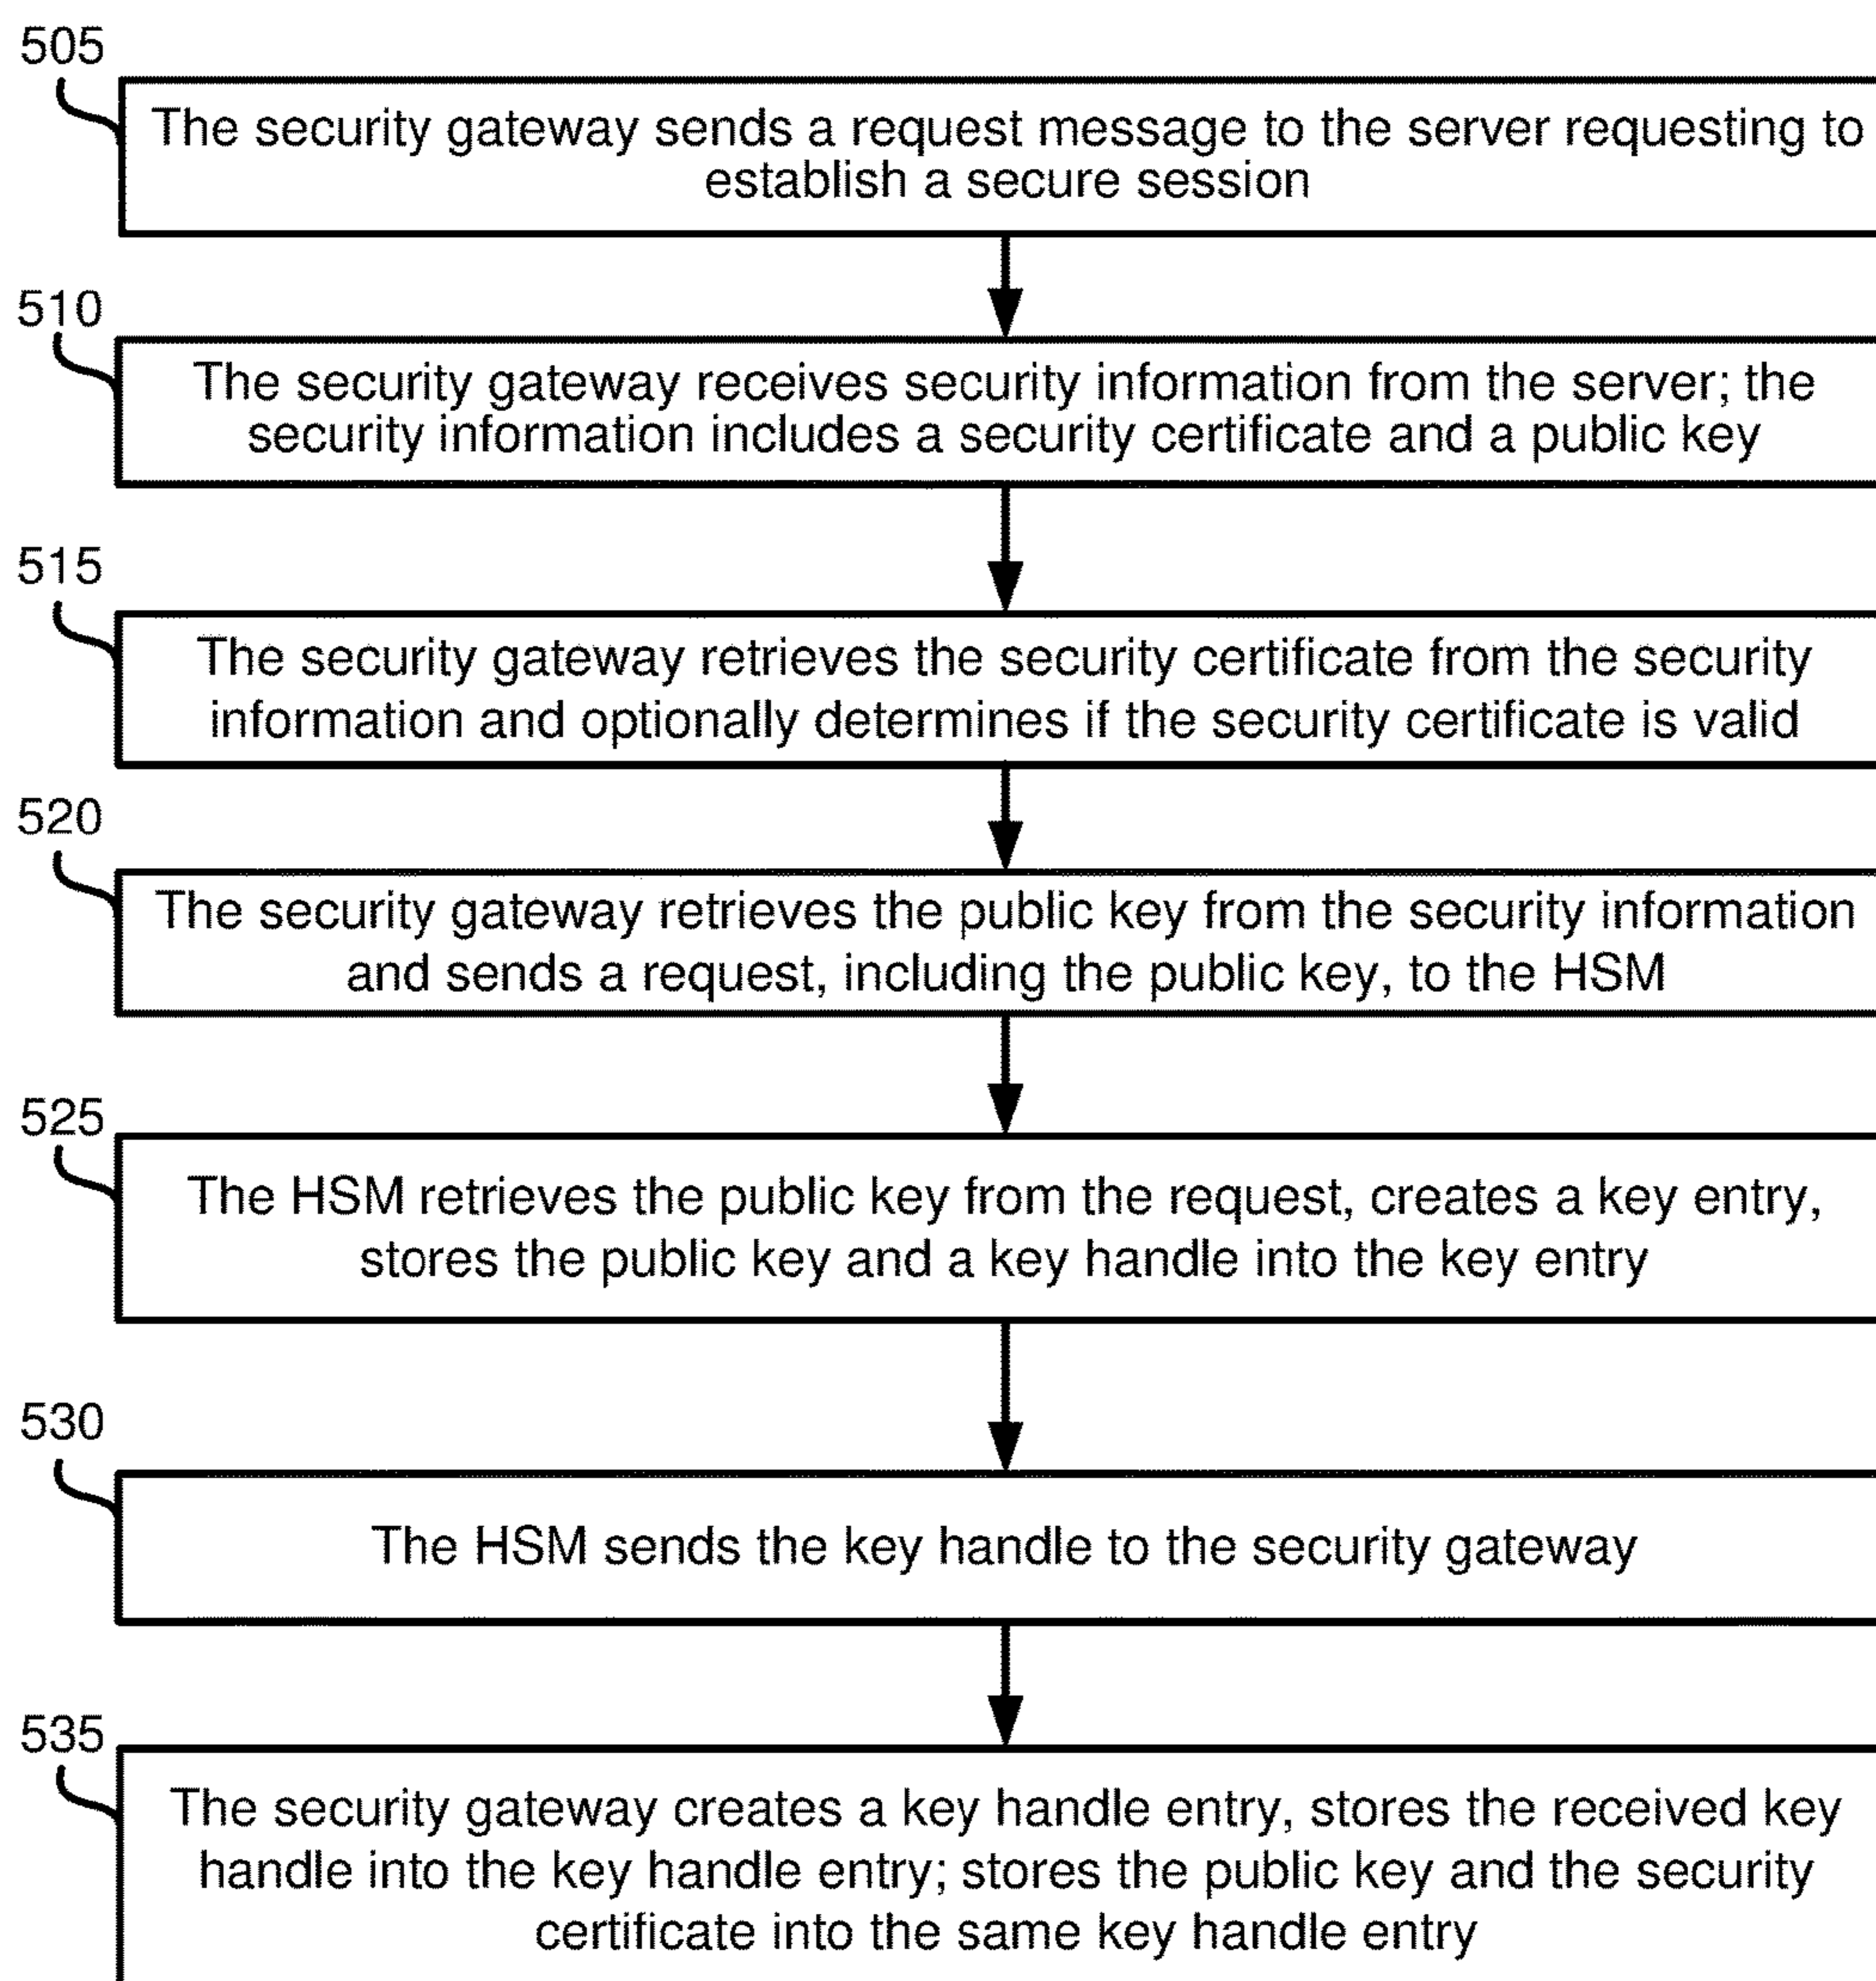 505
The security gateway sends a request message to the server requesting to
establish a secure session
510
The security gateway receives security information from the server; the
security information includes a security certificate and a public key
515
The security gateway retrieves the security certificate from the security
information and optionally determines if the security certificate is valid
520
The security gateway retrieves the public key from the security information
and sends a request, including the public key, to the HSM
525
The HSM retrieves the public key from the request, creates a key entry,
stores the public key and a key handle into the key entry
530
The HSM sends the key handle to the security gateway
535
The security gateway creates a key handle entry, stores the received key
handle into the key handle entry; stores the public key and the security
certificate into the same key handle entry